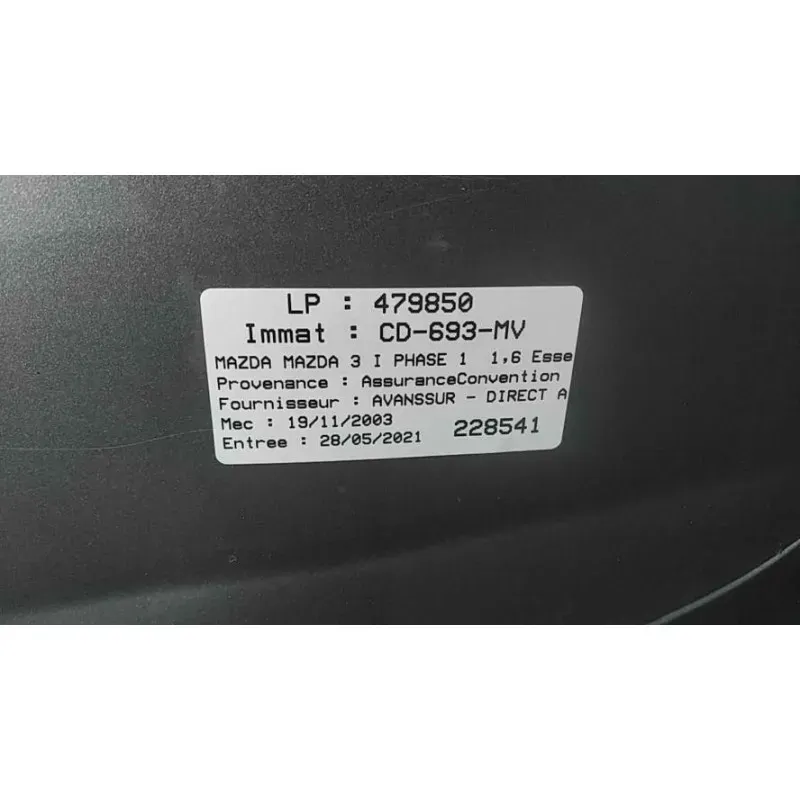 LP : 479850
Immat : CD-693-MV
MAZDA MAZDA 3 I PHASE 1 1,6 Esse
Provenance : AssuranceConvention
Fournisseur : AVANSSUR - DIRECT A
Mec : 19/11/2003
Entree : 28/05/2021 228541